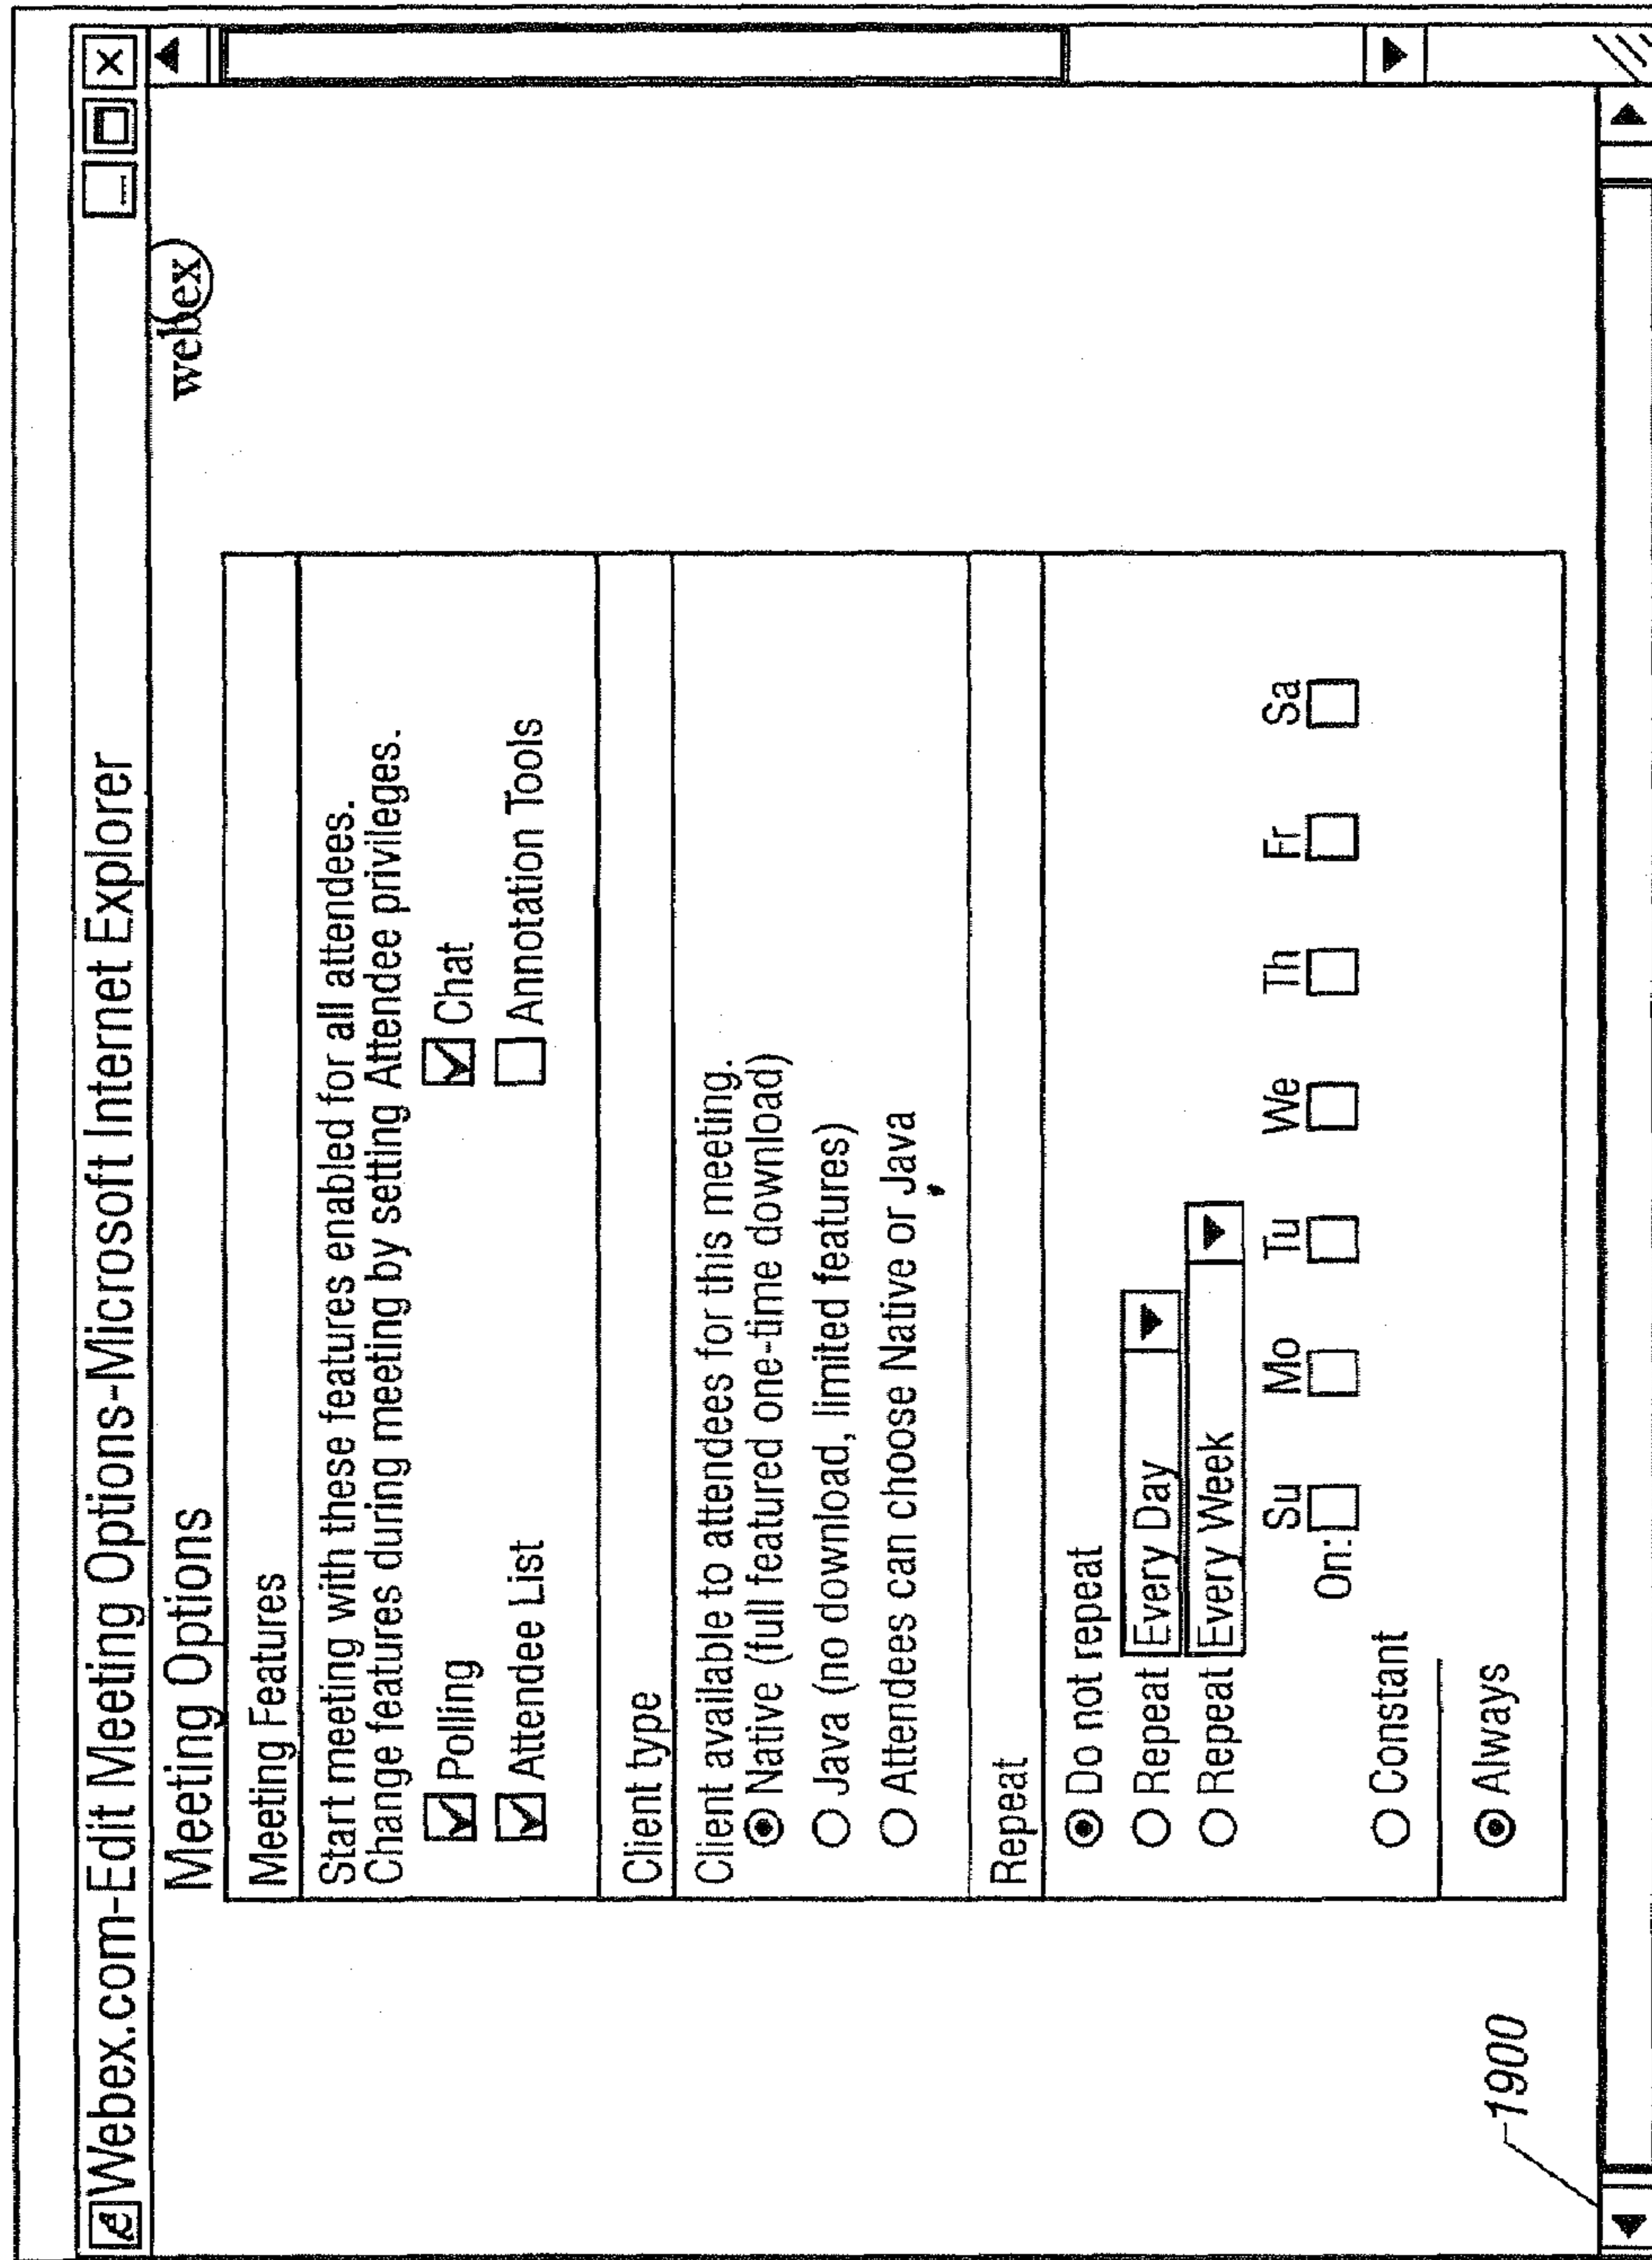 Webex.com-Edit Meeting Options-Microsoft Internet Explorer
webex
Meeting Options
Meeting Features
Start meeting with these features enabled for all attendees.
Change features during meeting by setting Attendee privileges.
Polling Chat
Attendee List Annotation Tools
Client type
Client available to attendees for this meeting.
Native (full featured one-time download)
Java (no download, limited features)
Attendees can choose Native or Java
Repeat
Do not repeat
Repeat Every Day
Repeat Every Week
Su Mo Tu We Th Fr Sa
On:
Constant
Always
1900